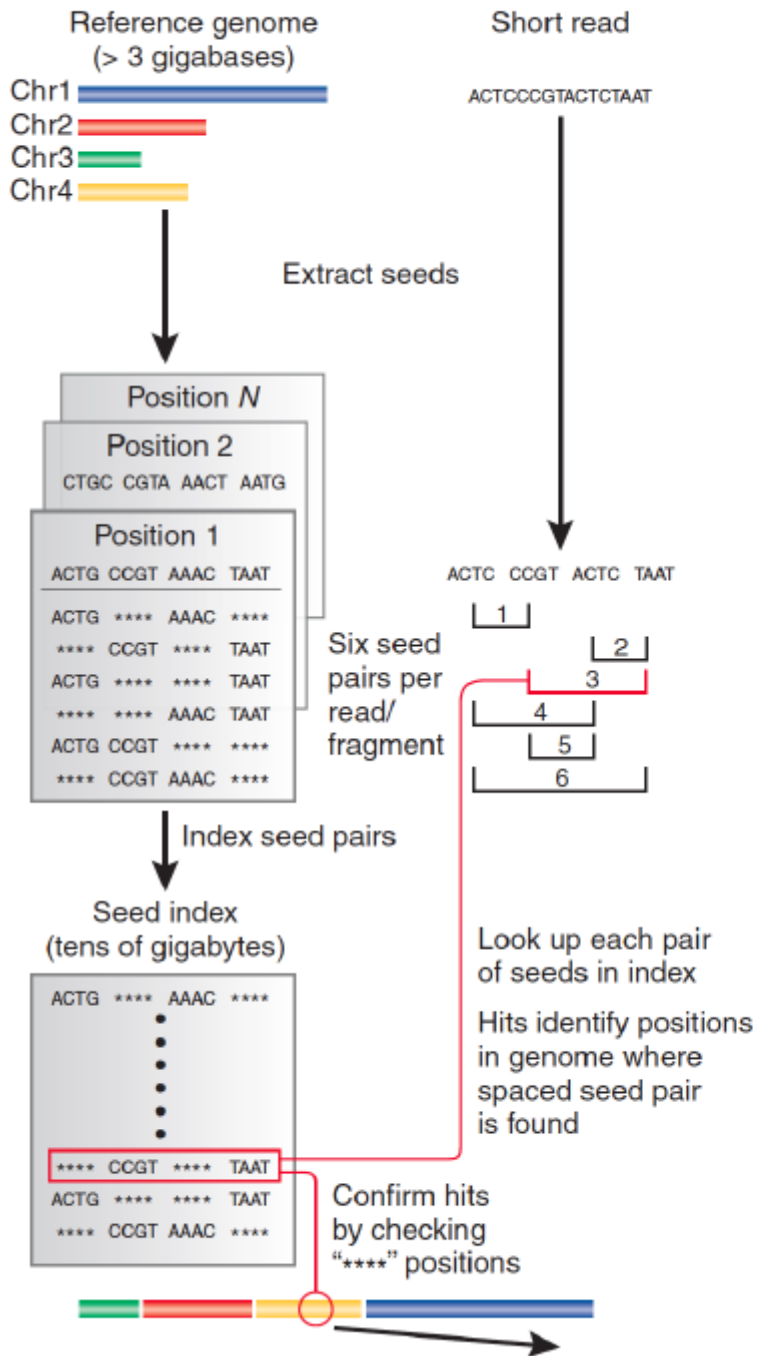 Reference genome
(> 3 gigabases)
Chr1
Chr2
Chr3
Chr4
Short read
ACTCCCGTACTCTAAT
Extract seeds
Position N
Position 2
CTGC CGTA AACT AATG
Position 1
ACTG CCGT AAAC TAAT
ACTG **** AAAC ****
**** CCGT **** TAAT
ACTG **** **** TAAT
**** **** AAAC TAAT
ACTG CCGT **** ****
**** CCGT AAAC ****
Six seed
pairs per
read/
fragment
ACTC CCGT ACTC TAAT
1
2
3
4
5
6
Index seed pairs
Seed index
(tens of gigabytes)
ACTG **** AAAC ****
**** CCGT **** TAAT
ACTG **** **** TAAT
**** CCGT AAAC ****
Look up each pair
of seeds in index
Hits identify positions
in genome where
spaced seed pair
is found
Confirm hits
by checking
“****” positions